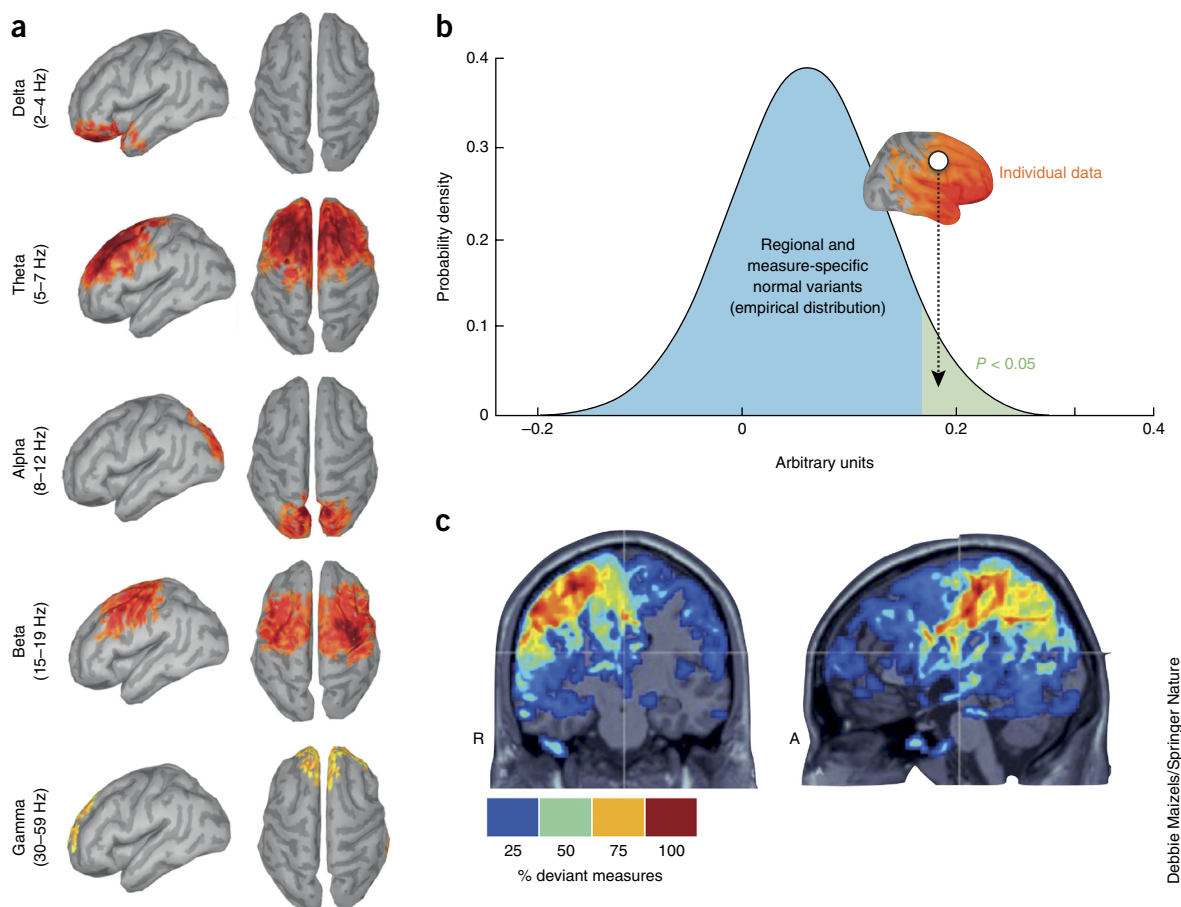 a
Delta
(2–4 Hz)
Theta
(5–7 Hz)
Alpha
(8–12 Hz)
Beta
(15–19 Hz)
Gamma
(30–59 Hz)
b
Probability density
0.4
0.3
0.2
0.1
0
–0.2
0
0.2
0.4
Arbitrary units
Regional and
measure-specific
normal variants
(empirical distribution)
Individual data
P < 0.05
c
R
A
25
50
75
100
% deviant measures
Debbie Maizels/Springer Nature